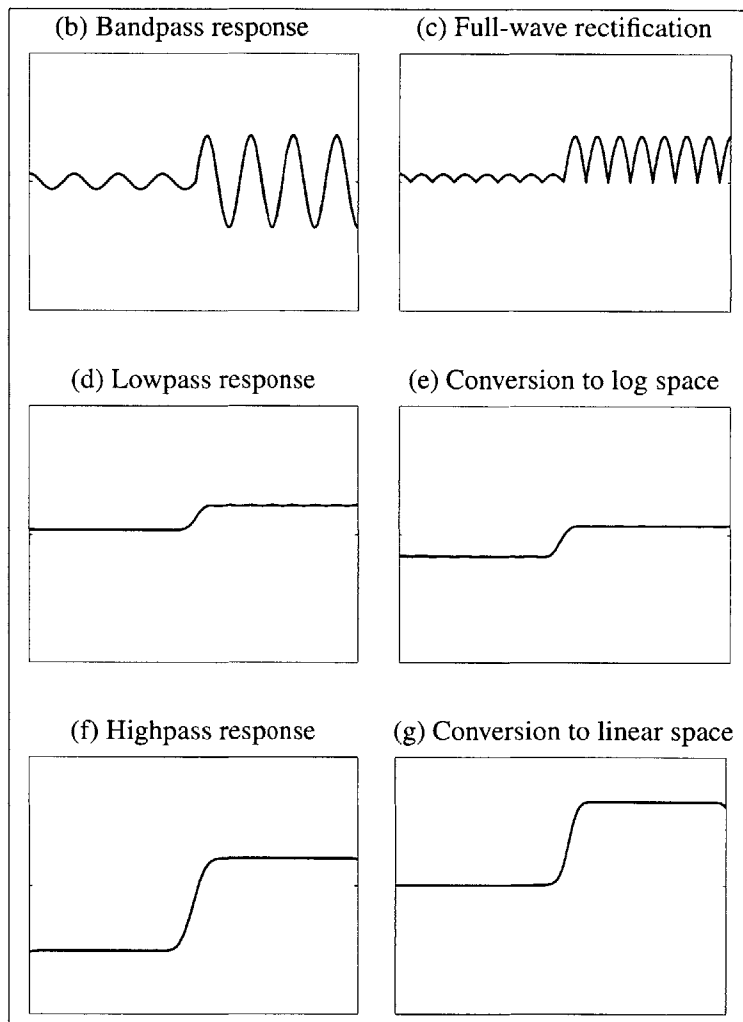 (b) Bandpass response
(c) Full-wave rectification
(d) Lowpass response
(e) Conversion to log space
(f) Highpass response
(g) Conversion to linear space